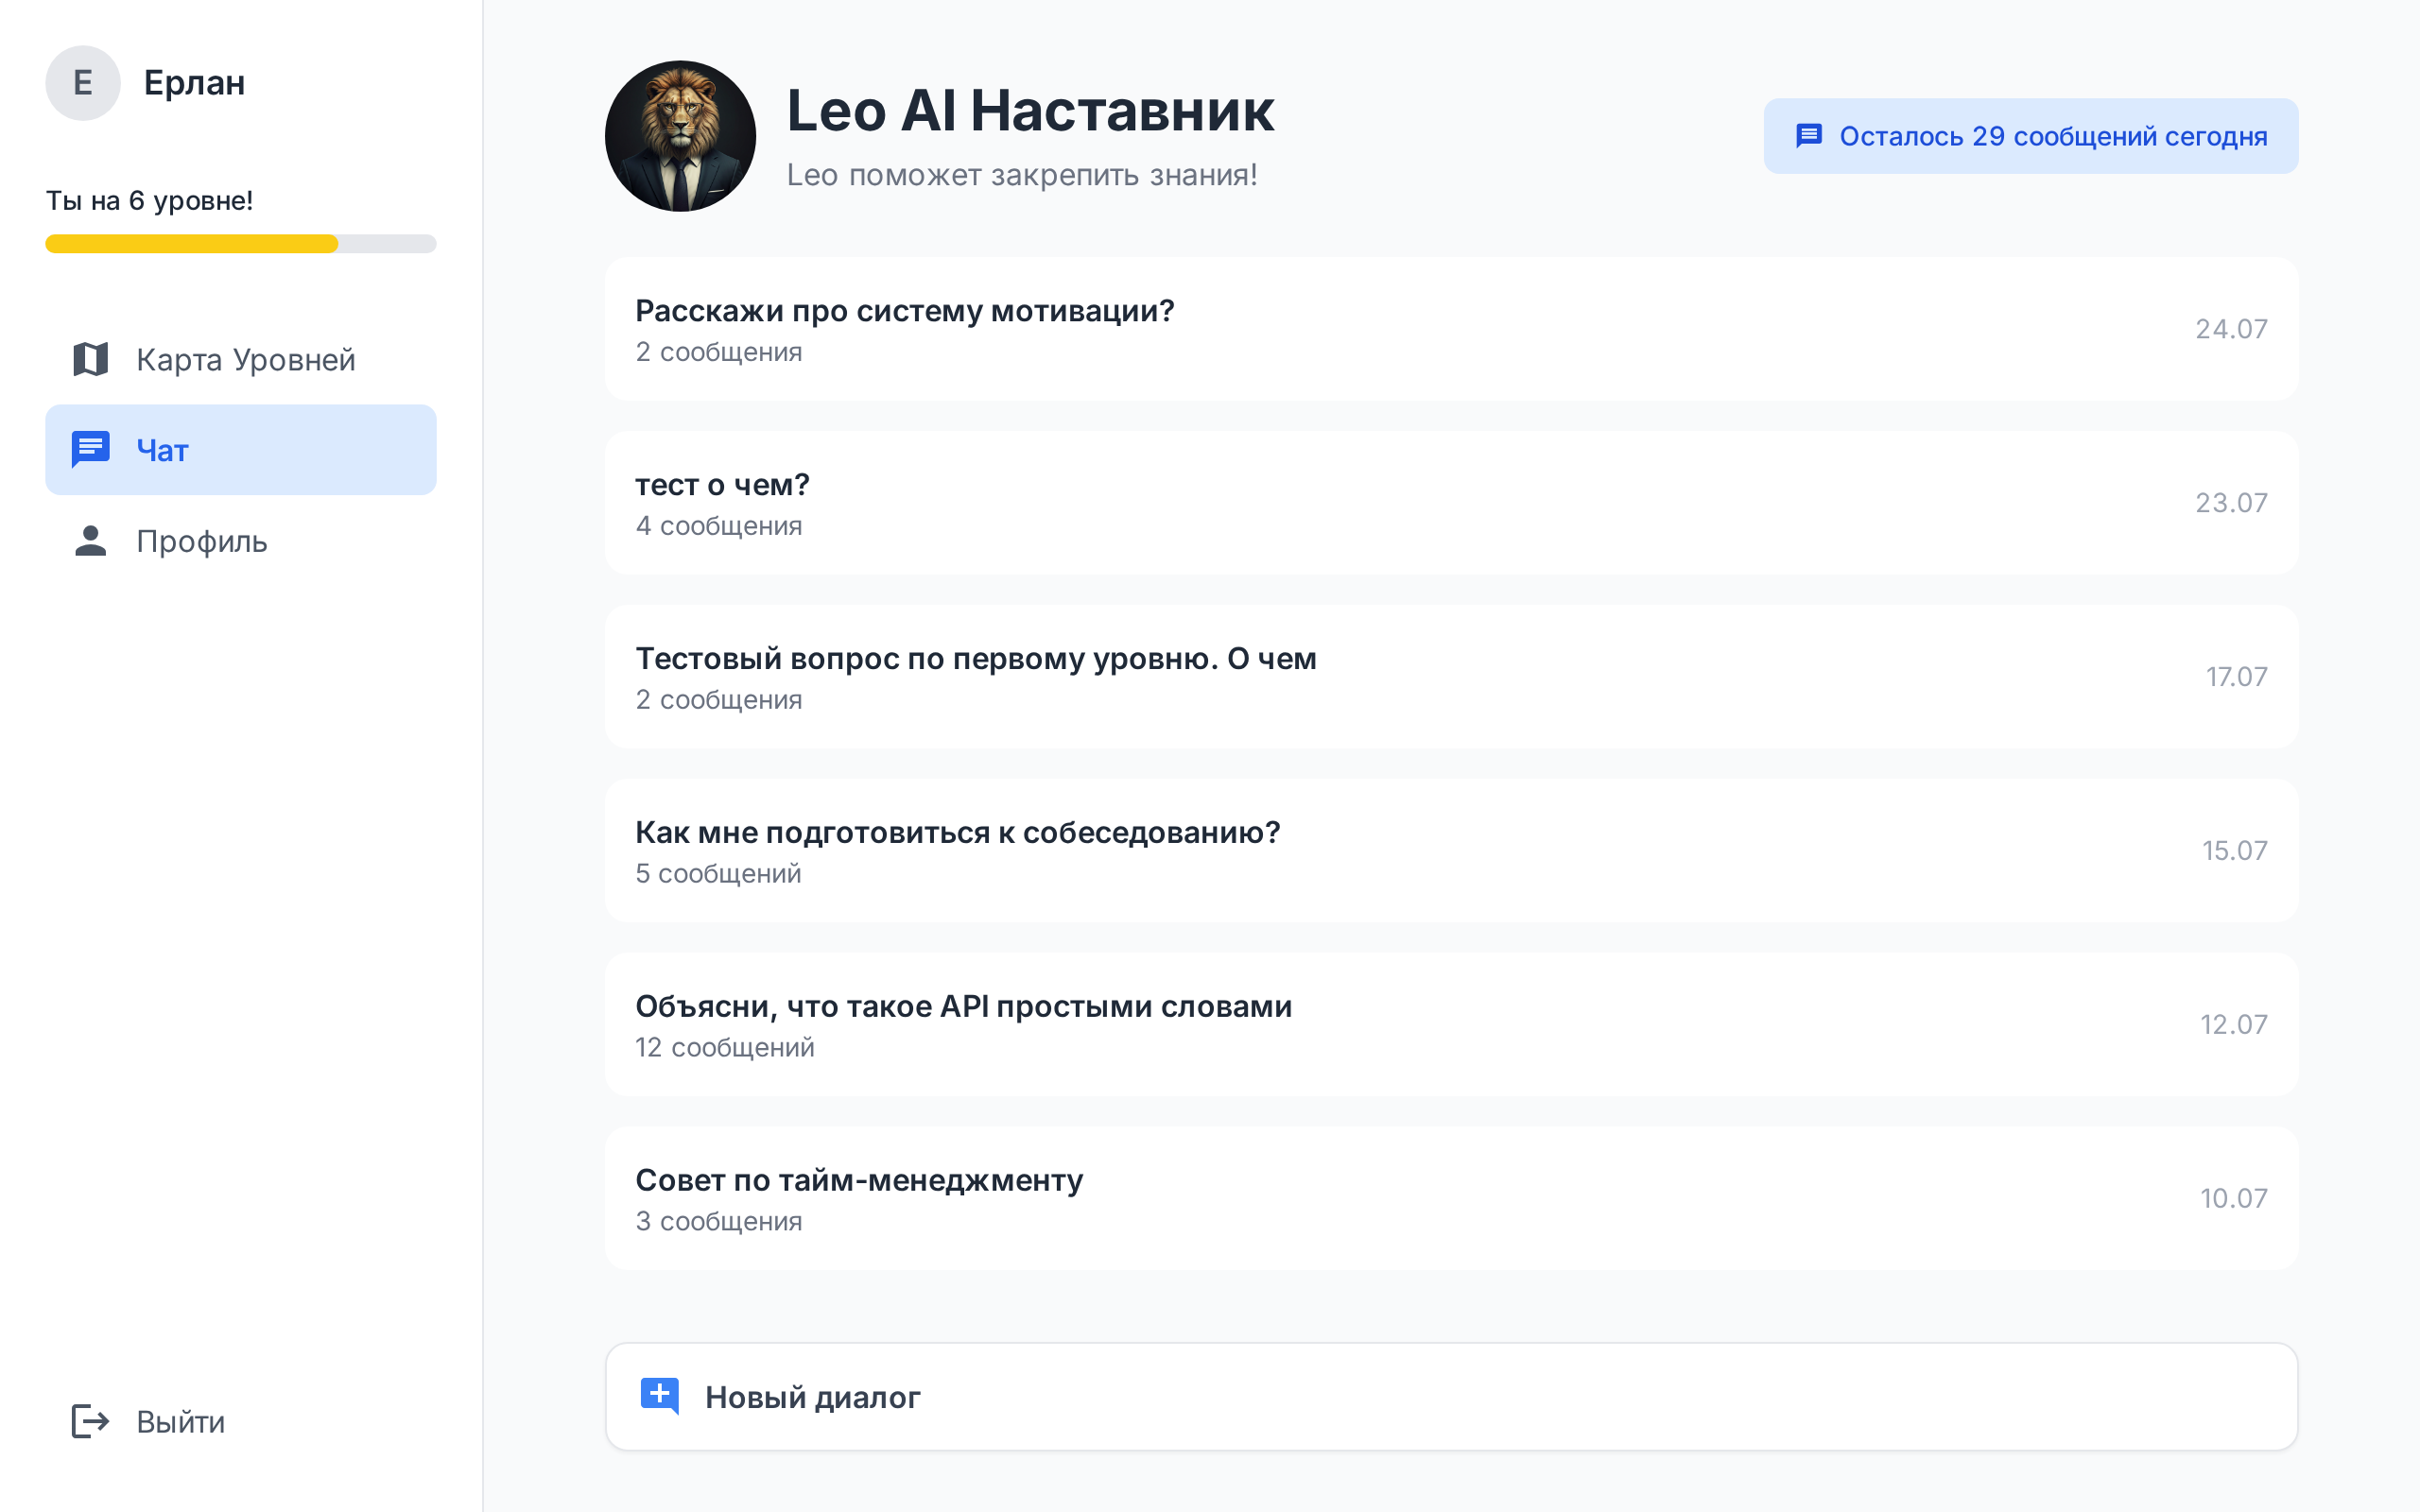 Е
Ерлан
Ты на 6 уровне!
Карта Уровней
Чат
Профиль
Выйти
Leo AI Наставник
Leo поможет закрепить знания!
Осталось 29 сообщений сегодня
Расскажи про систему мотивации?
2 сообщения
24.07
тест о чем?
4 сообщения
23.07
Тестовый вопрос по первому уровню. О чем
2 сообщения
17.07
Как мне подготовиться к собеседованию?
5 сообщений
15.07
Объясни, что такое API простыми словами
12 сообщений
12.07
Совет по тайм-менеджменту
3 сообщения
10.07
Новый диалог